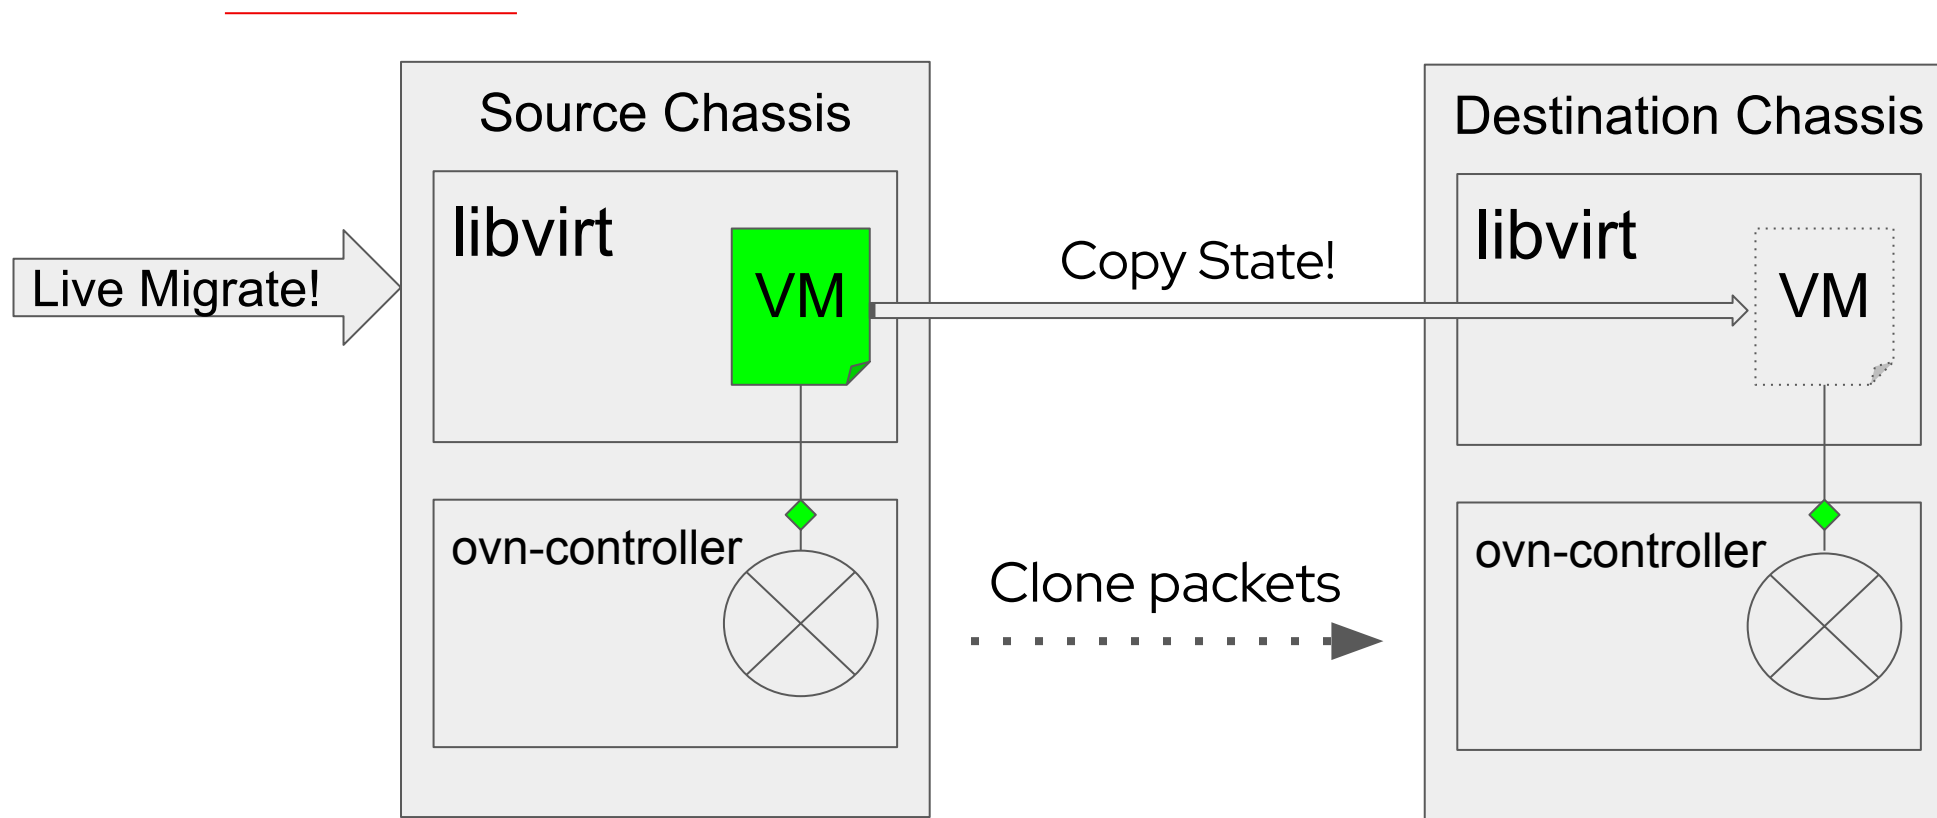 Source Chassis
Destination Chassis
libvirt
libvirt
Live Migrate!
VM
Copy State!
VM
ovn-controller
ovn-controller
Clone packets